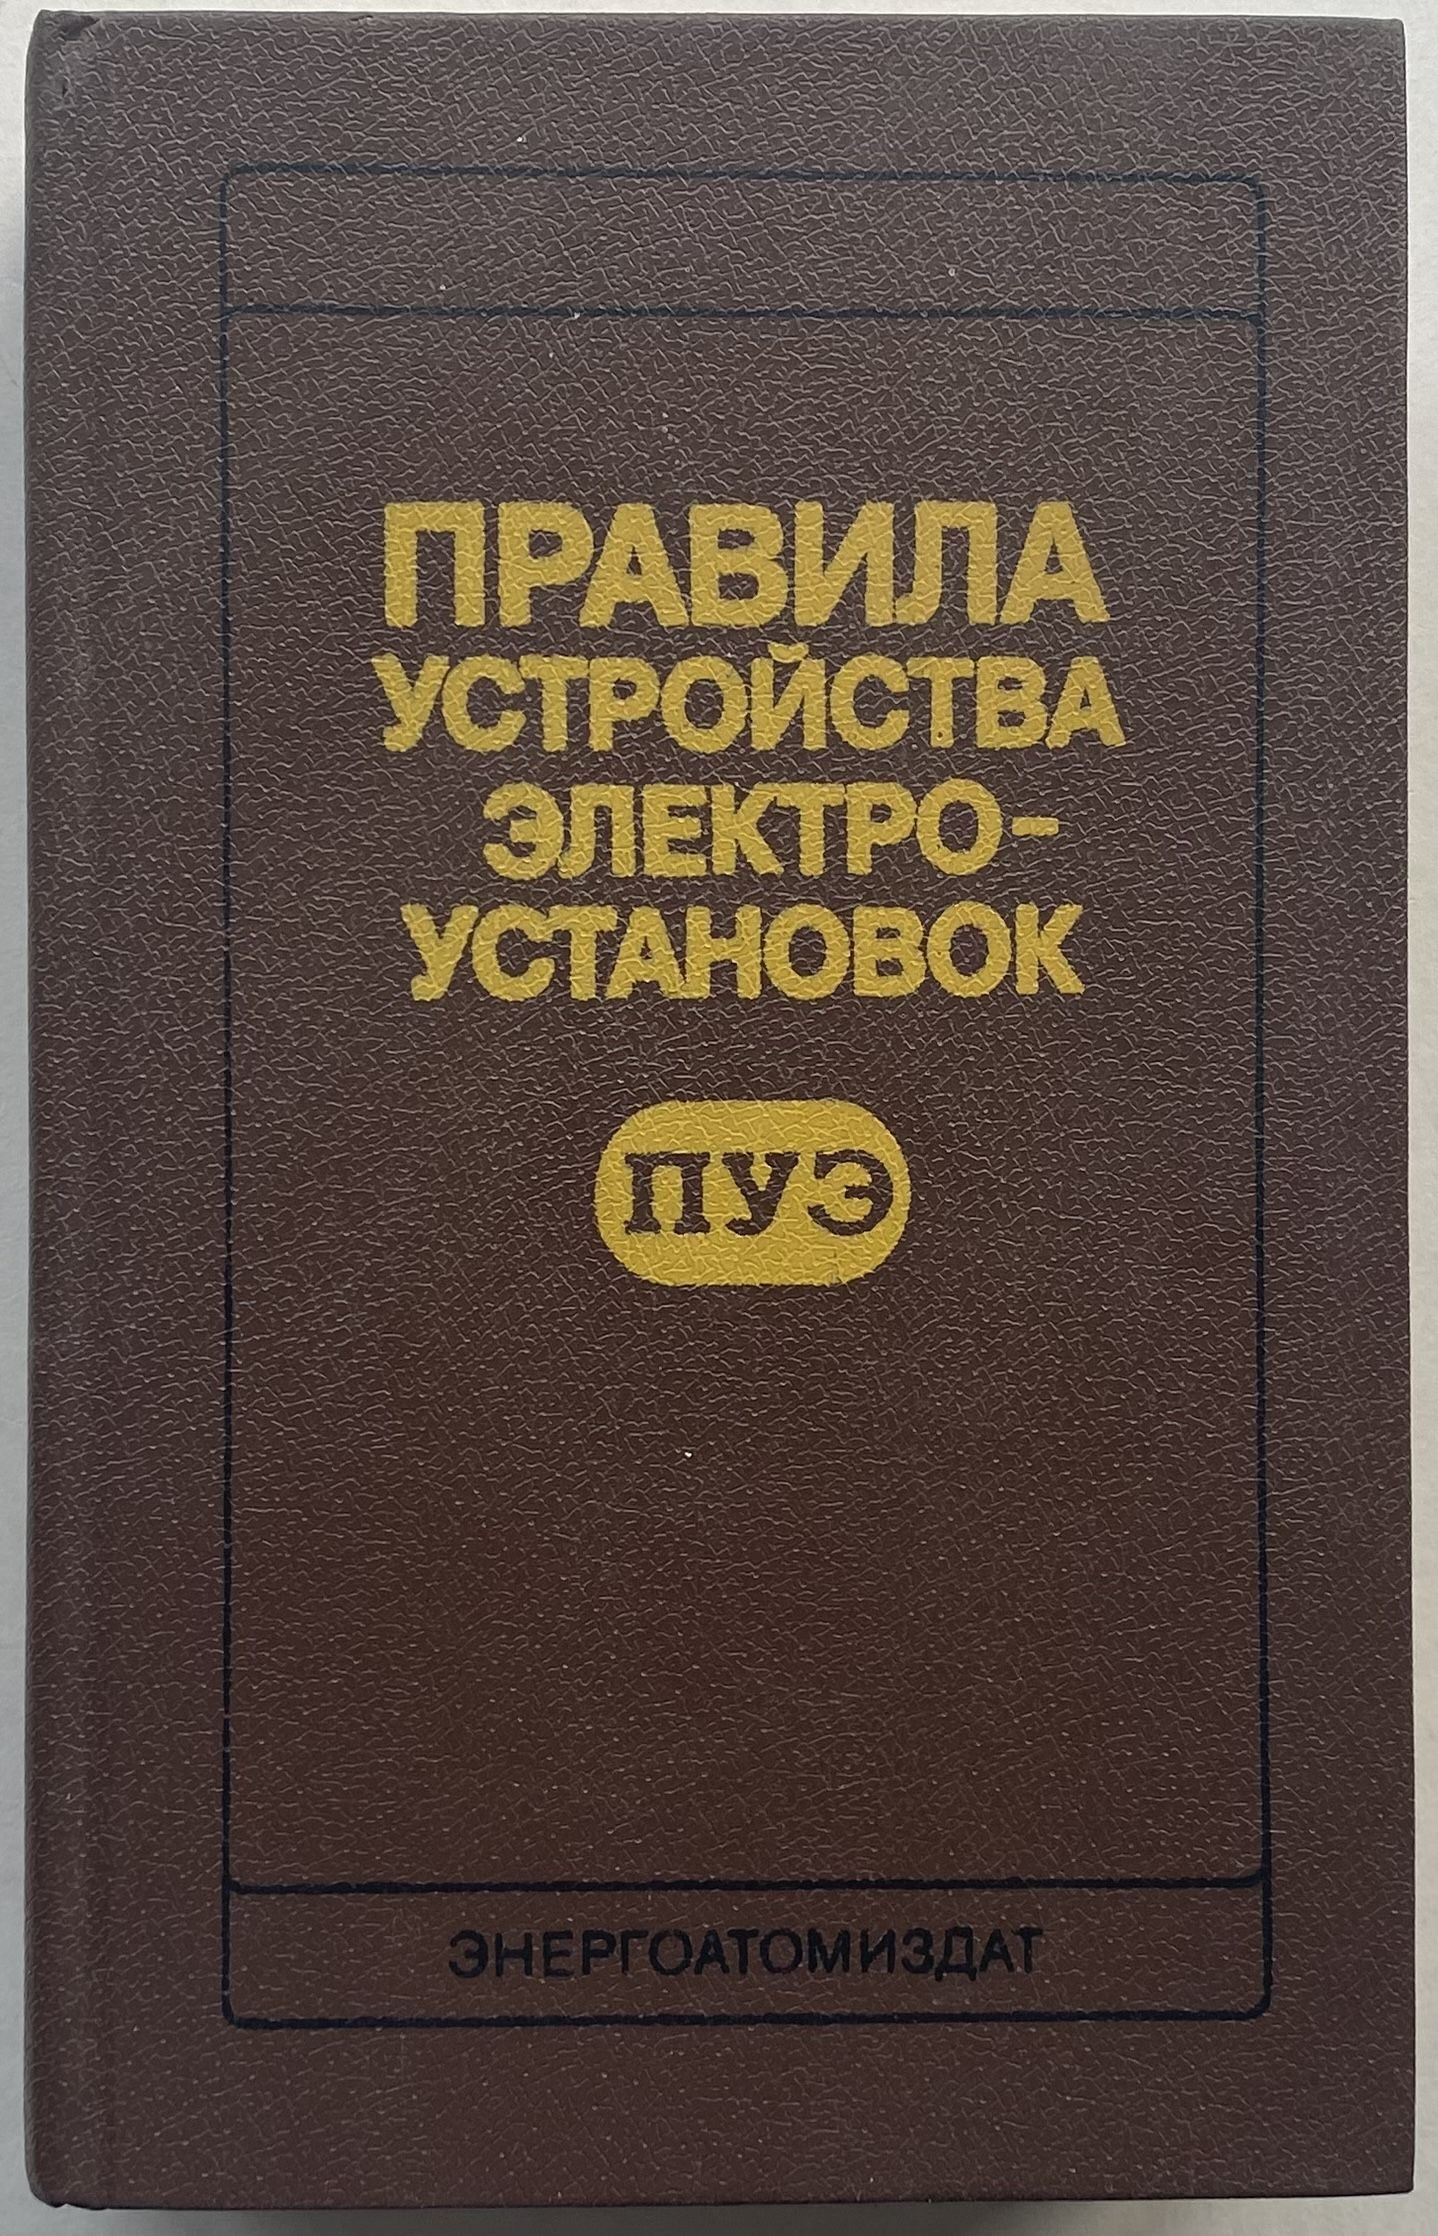 ПРАВИЛА
УСТРОЙСТВА
ЭЛЕКТРО-
УСТАНОВОК
ПУЭ
ЭНЕРГОАТОМИЗДАТ